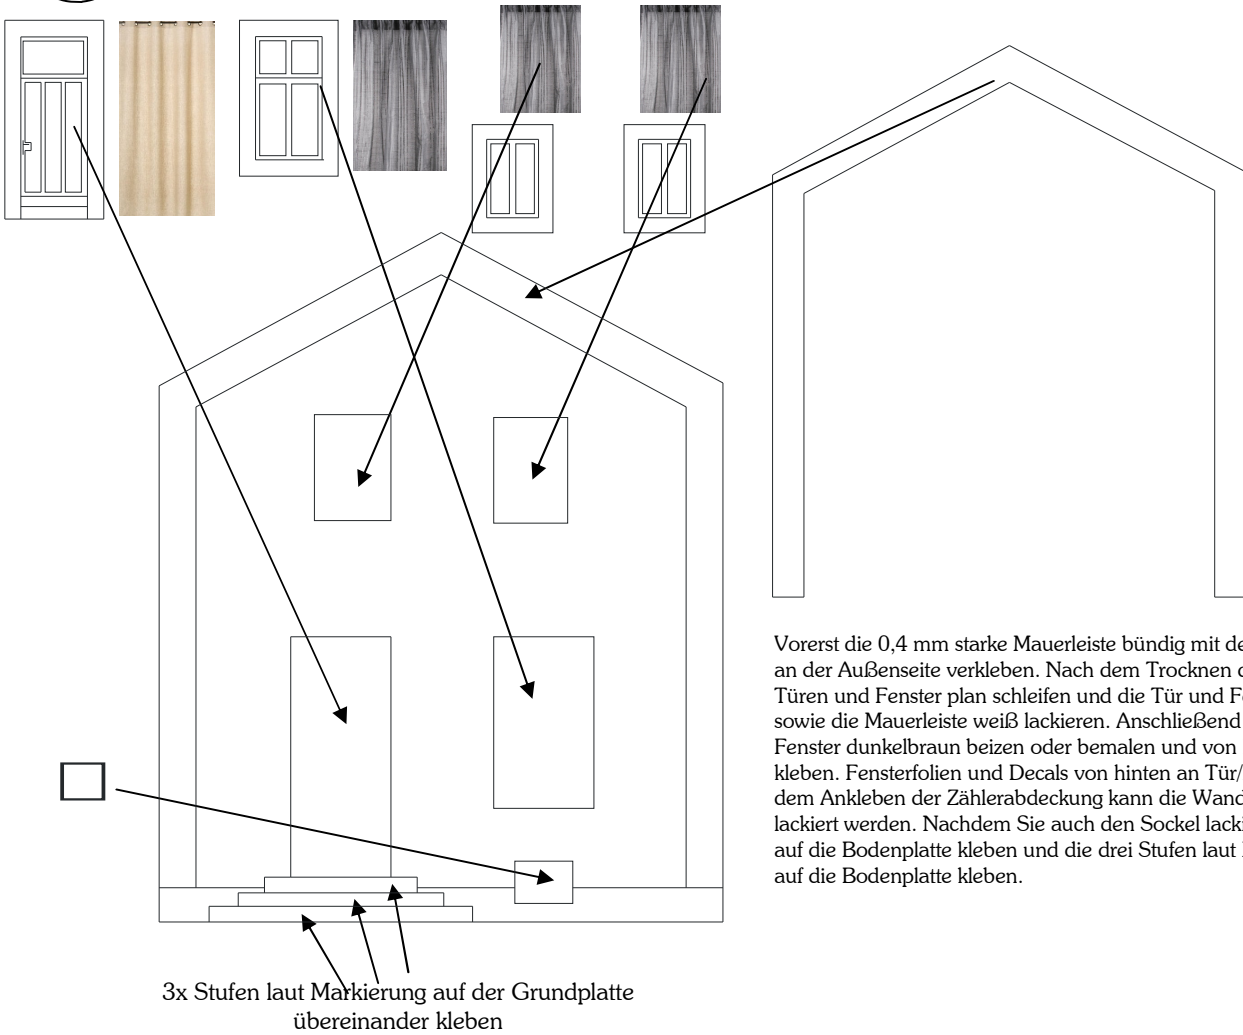 Vorerst die 0,4 mm starke Mauerleiste bündig mit
an der Außenseite verkleben. Nach dem Trocknen
Türen und Fenster plan schleifen und die Tür und
sowie die Mauerleiste weiß lackieren. Anschließend
Fenster dunkelbraun beizen oder bemalen und von
kleben. Fensterfolien und Decals von hinten an Tür/
dem Ankleben der Zählerabdeckung kann die Wand
lackiert werden. Nachdem Sie auch den Sockel
auf die Bodenplatte kleben und die drei Stufen laut
auf die Bodenplatte kleben.
3x Stufen laut Markierung auf der Grundplatte
übereinander kleben